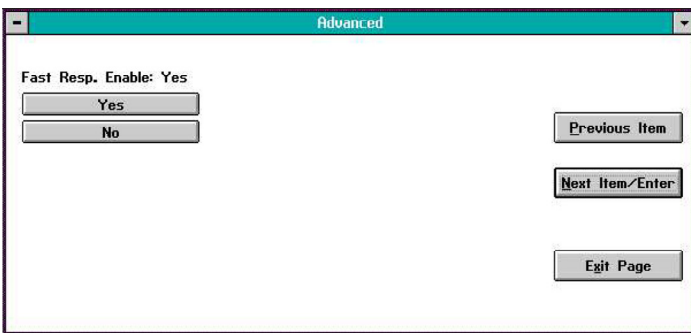 Advanced
Fast Resp. Enable: Yes
Yes
No
Previous Item
Next Item/Enter
Exit Page